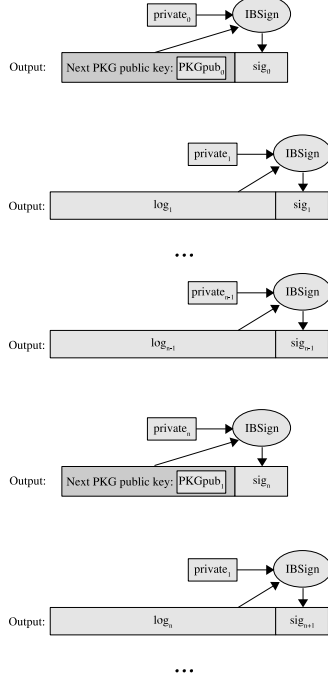 private₀ IBSign
Output: Next PKG public key: PKGpub₀ sig₀
private₁ IBSign
Output: log₁ sig₁
...
privateₙ₋₁ IBSign
Output: logₙ₋₁ sigₙ₋₁
privateₙ IBSign
Output: Next PKG public key: PKGpub₁ sigₙ
private₁ IBSign
Output: logₙ sigₙ₊₁
...